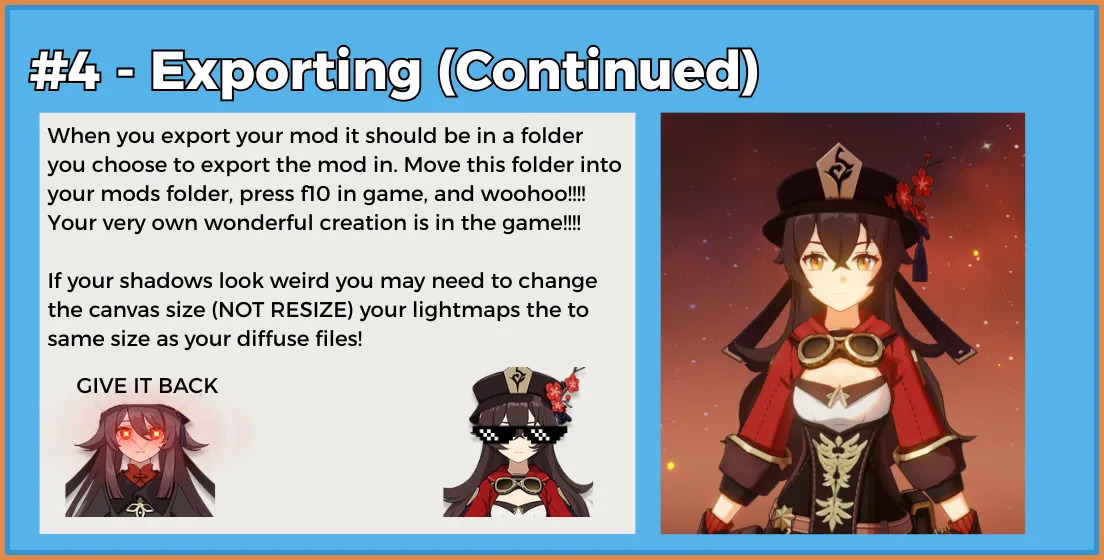 #4 - Exporting (Continued)
When you export your mod it should be in a folder
you choose to export the mod in. Move this folder into
your mods folder, press f10 in game, and woohoo!!!!
Your very own wonderful creation is in the game!!!!
If your shadows look weird you may need to change
the canvas size (NOT RESIZE) your lightmaps the to
same size as your diffuse files!
GIVE IT BACK